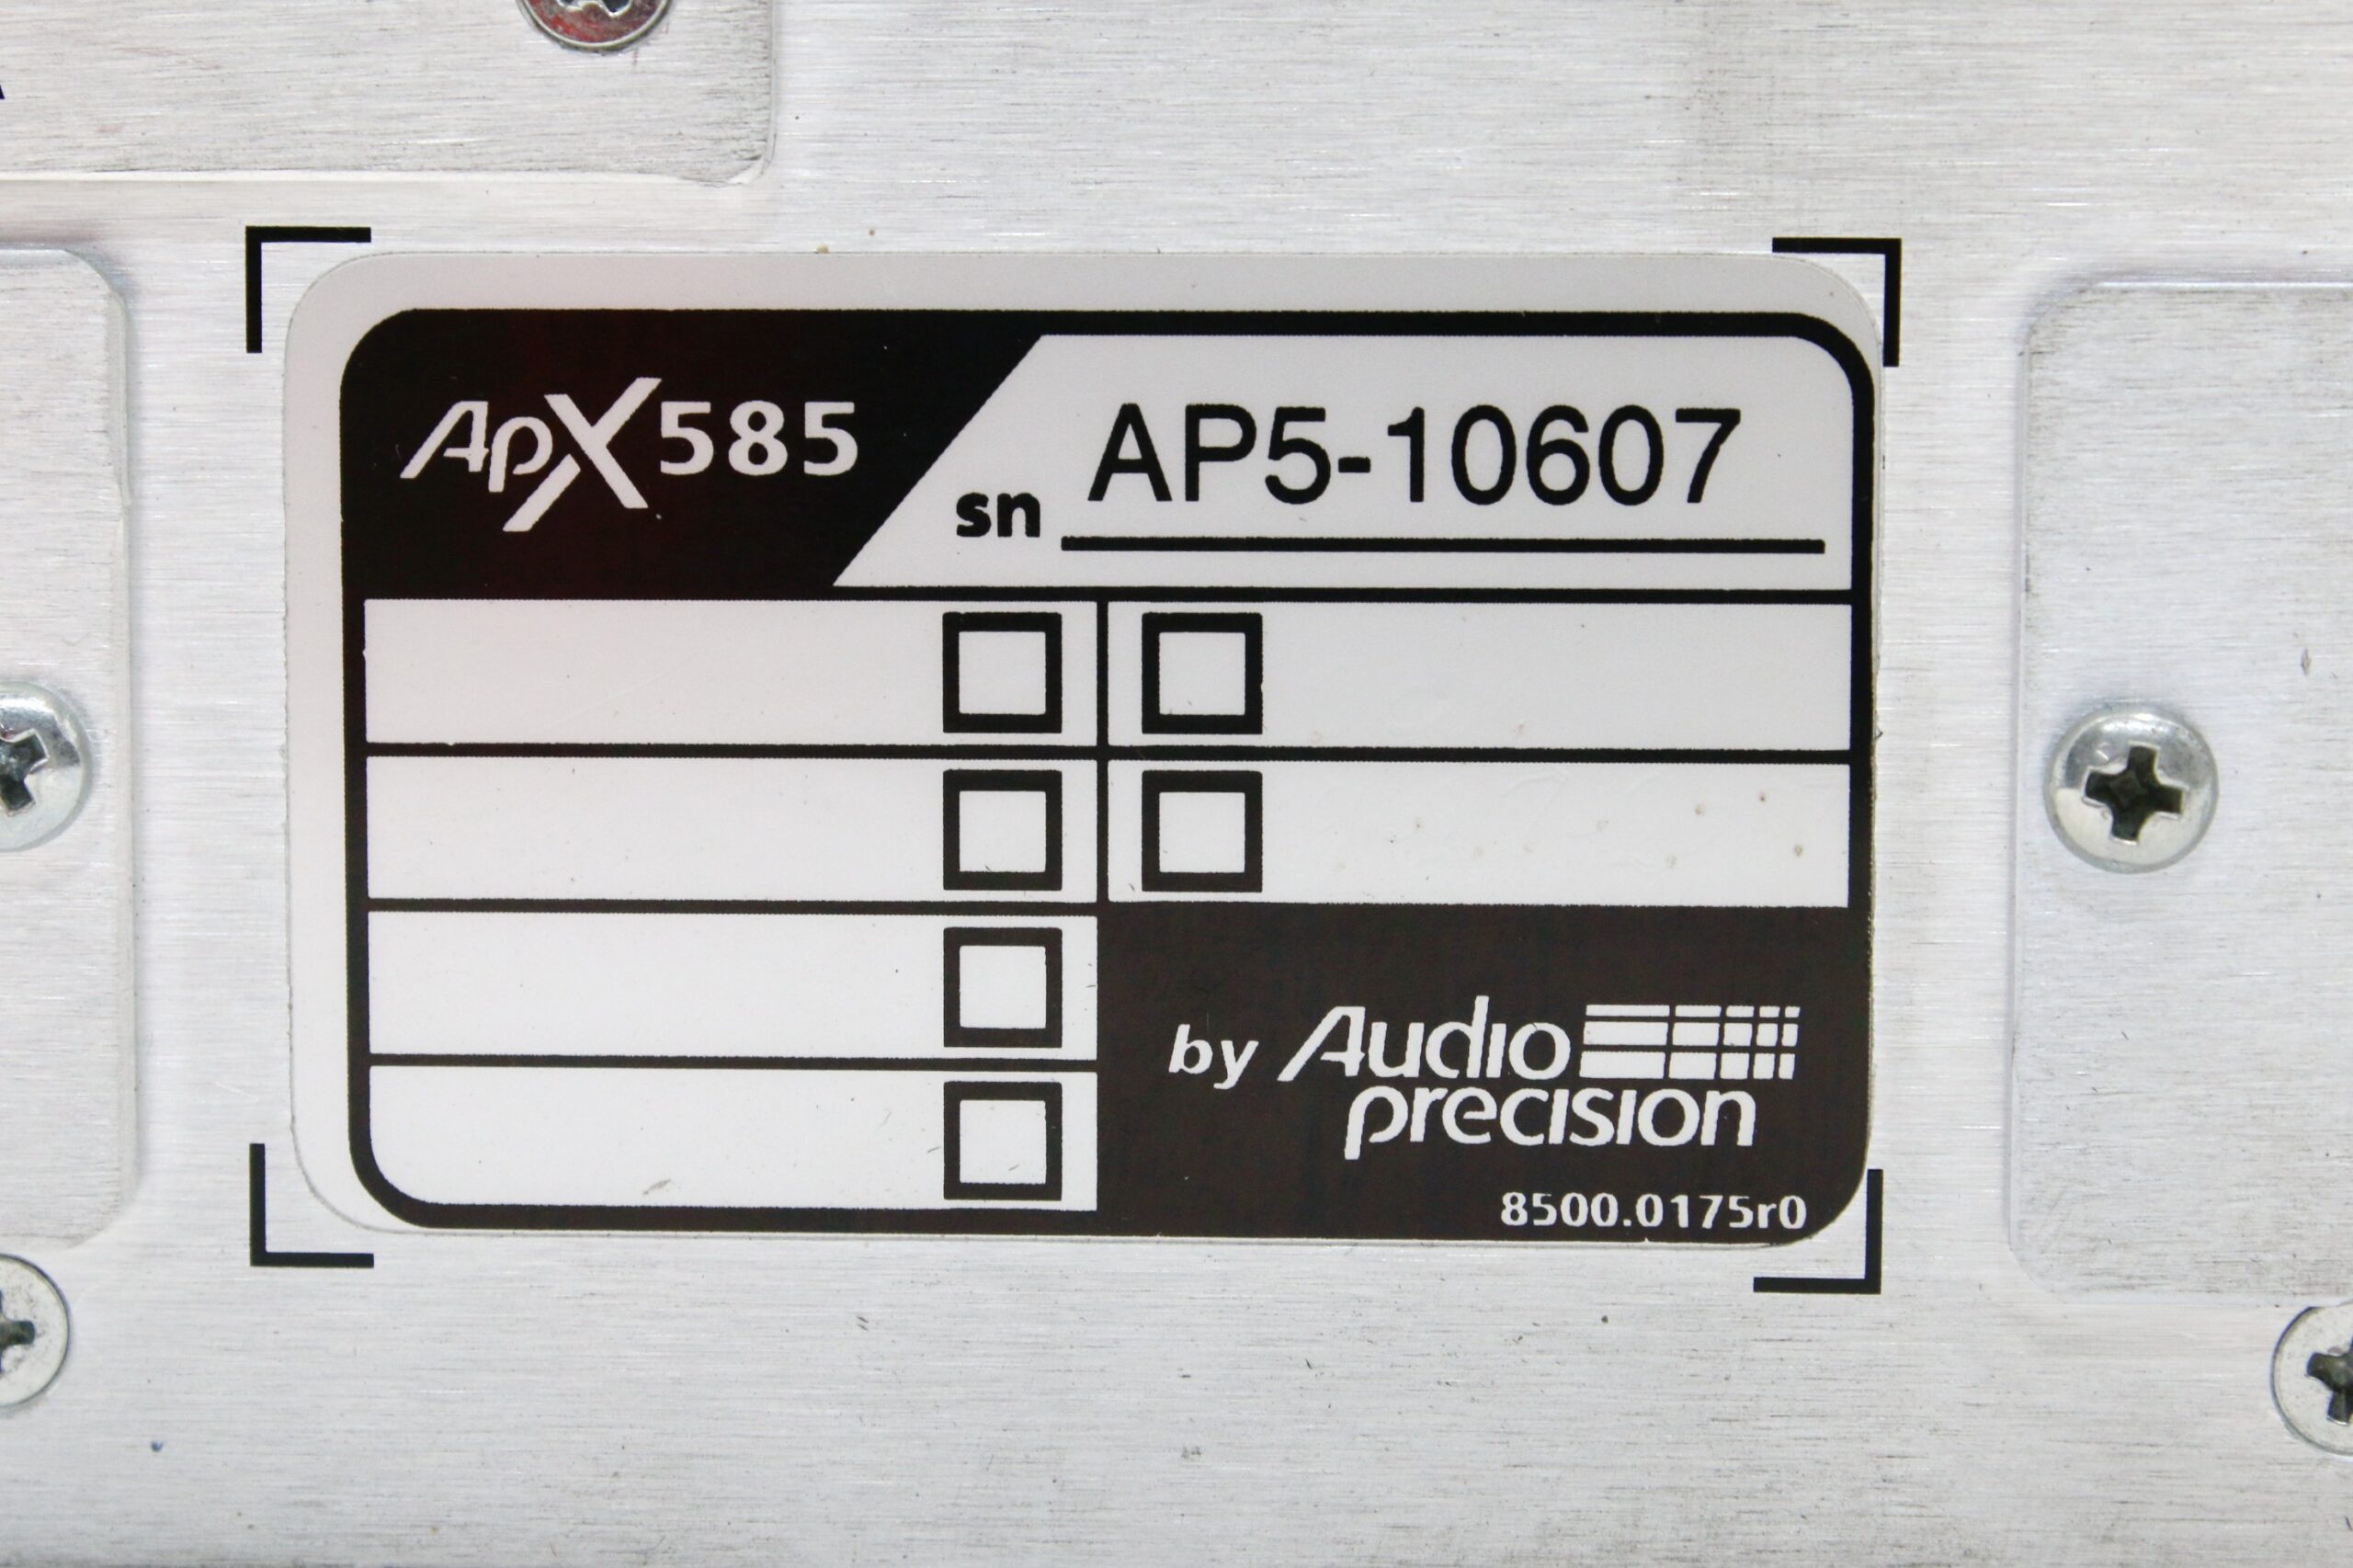 ApX585
sn AP5-10607
by Audio
precision
8500.0175r0